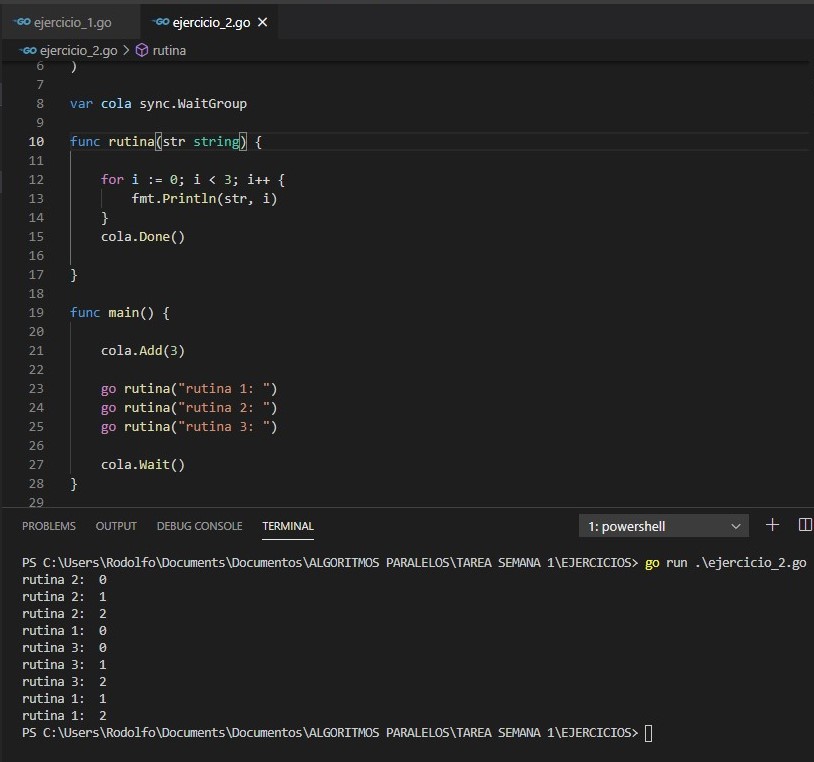 GO ejercicio_1.go GO ejercicio_2.go ×
GO ejercicio_2.go > rutina
6 )
7
8 var cola sync.WaitGroup
9
10 func rutina(str string) {
11
12 for i := 0; i < 3; i++ {
13 fmt.Println(str, i)
14 }
15 cola.Done()
16
17 }
18
19 func main() {
20
21 cola.Add(3)
22
23 go rutina("rutina 1: ")
24 go rutina("rutina 2: ")
25 go rutina("rutina 3: ")
26
27 cola.Wait()
28 }
29
PROBLEMS OUTPUT DEBUG CONSOLE TERMINAL 1: powershell
PS C:\Users\Rodolfo\Documents\Documentos\ALGORITMOS PARALELOS\TAREA SEMANA 1\EJERCICIOS> go run .\ejercicio_2.go
rutina 2:  0
rutina 2:  1
rutina 2:  2
rutina 1:  0
rutina 3:  0
rutina 3:  1
rutina 3:  2
rutina 1:  1
rutina 1:  2
PS C:\Users\Rodolfo\Documents\Documentos\ALGORITMOS PARALELOS\TAREA SEMANA 1\EJERCICIOS>